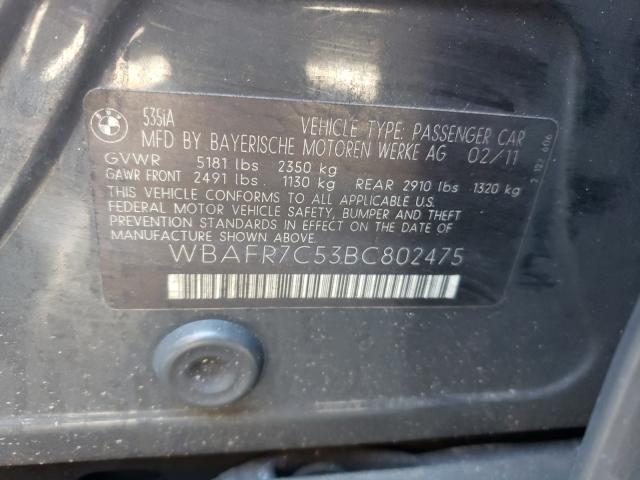 535iA
VEHICLE TYPE: PASSENGER CAR
MFD BY BAYERISCHE MOTOREN WERKE AG 02/11
GVWR 5181 lbs 2350 kg
GAWR FRONT 2491 lbs 1130 kg REAR 2910 lbs 1320 kg
THIS VEHICLE CONFORMS TO ALL APPLICABLE U.S.
FEDERAL MOTOR VEHICLE SAFETY, BUMPER AND THEFT
PREVENTION STANDARDS IN EFFECT ON THE DATE OF
MANUFACTURE SHOWN ABOVE.
WBAFR7C53BC802475